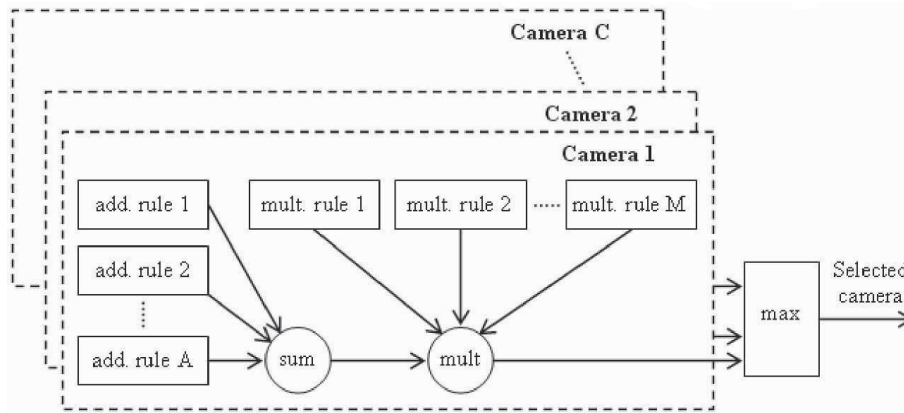 Camera C
Camera 2
Camera 1
add. rule 1
mult. rule 1
mult. rule 2
mult. rule M
add. rule 2
add. rule A
sum
mult
max
Selected
camera